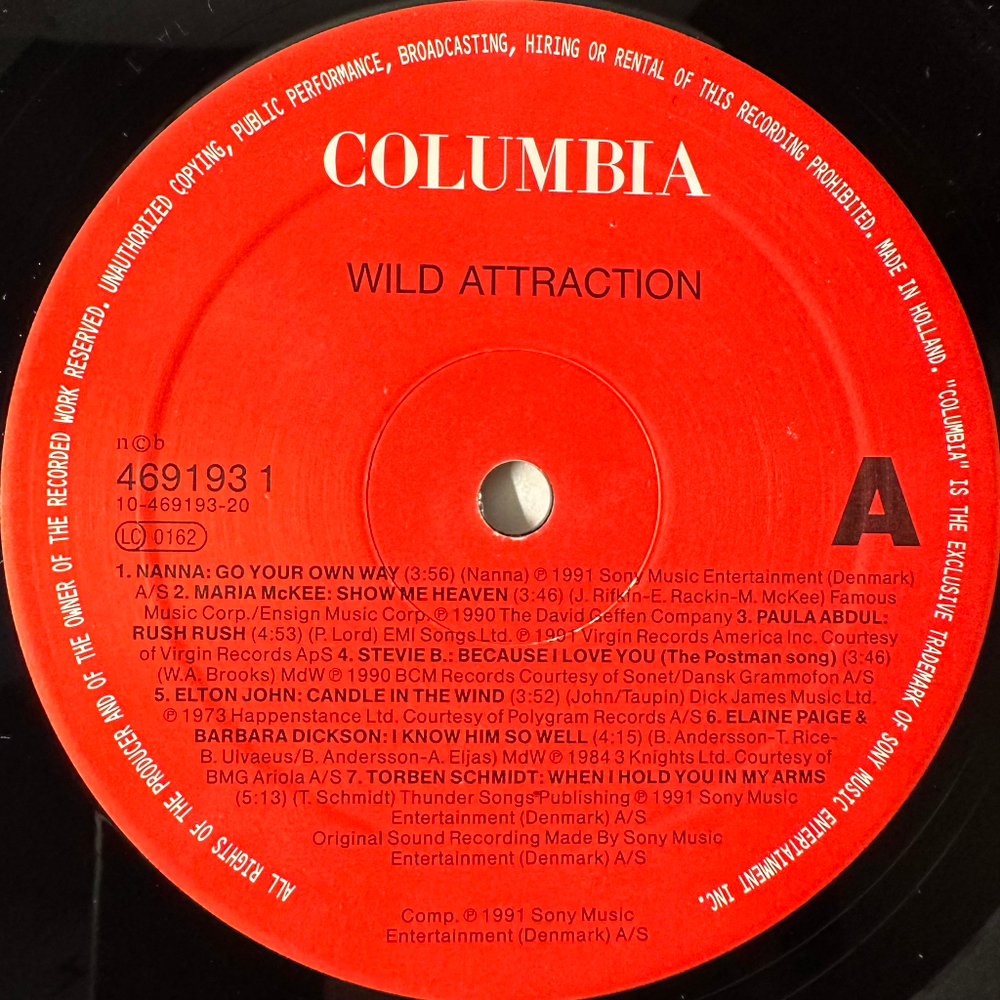 ALL RIGHTS OF THE PRODUCER AND OF THE OWNER OF THE RECORDED WORK RESERVED. UNAUTHORIZED COPYING, PUBLIC PERFORMANCE, BROADCASTING, HIRING OR RENTAL OF THIS RECORDING PROHIBITED. MADE IN HOLLAND. "COLUMBIA" IS THE EXCLUSIVE TRADEMARK OF SONY MUSIC ENTERTAINMENT INC.
COLUMBIA
WILD ATTRACTION
n©b
469193 1
10-469193-20
LC 0162
A
1. NANNA: GO YOUR OWN WAY (3:56) (Nanna) ℗ 1991 Sony Music Entertainment (Denmark)
A/S 2. MARIA McKEE: SHOW ME HEAVEN (3:46) (J. Rifkin-E. Rackin-M. McKee) Famous
Music Corp./Ensign Music Corp. ℗ 1990 The David Geffen Company 3. PAULA ABDUL:
RUSH RUSH (4:53) (P. Lord) EMI Songs Ltd. ℗ 1991 Virgin Records America Inc. Courtesy
of Virgin Records ApS 4. STEVIE B.: BECAUSE I LOVE YOU (The Postman song) (3:46)
(W.A. Brooks) MdW ℗ 1990 BCM Records Courtesy of Sonet/Dansk Grammofon A/S
5. ELTON JOHN: CANDLE IN THE WIND (3:52) (John/Taupin) Dick James Music Ltd.
℗ 1973 Happenstance Ltd. Courtesy of Polygram Records A/S 6. ELAINE PAIGE &
BARBARA DICKSON: I KNOW HIM SO WELL (4:15) (B. Andersson-T. Rice-
B. Ulvaeus/B. Andersson-A. Eljas) MdW ℗ 1984 3 Knights Ltd. Courtesy of
BMG Ariola A/S 7. TORBEN SCHMIDT: WHEN I HOLD YOU IN MY ARMS
(5:13) (T. Schmidt) Thunder Songs Publishing ℗ 1991 Sony Music
Entertainment (Denmark) A/S
Original Sound Recording Made By Sony Music
Entertainment (Denmark) A/S
Comp. ℗ 1991 Sony Music
Entertainment (Denmark) A/S